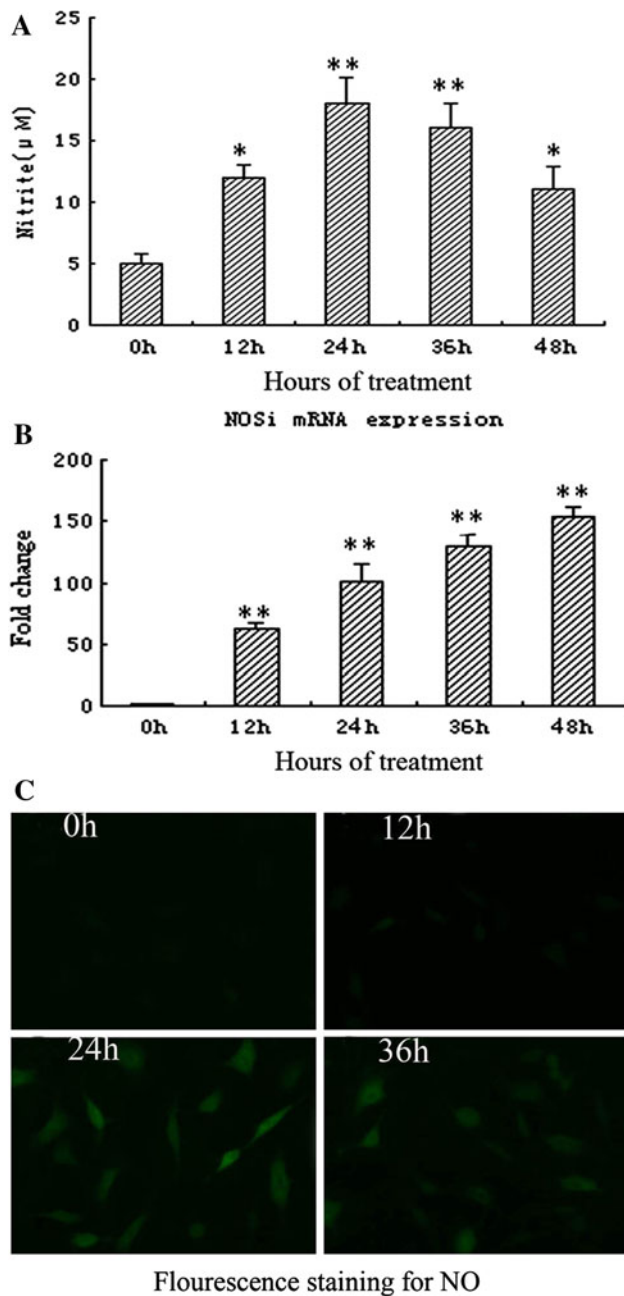 A
25
20
15
10
5
0
Nitrite(μM)
*
**
**
*
0h 12h 24h 36h 48h
Hours of treatment
NOSi mRNA expression
B
200
150
100
50
0
Fold change
**
**
**
**
0h 12h 24h 36h 48h
Hours of treatment
C
0h 12h
24h 36h
Flourescence staining for NO